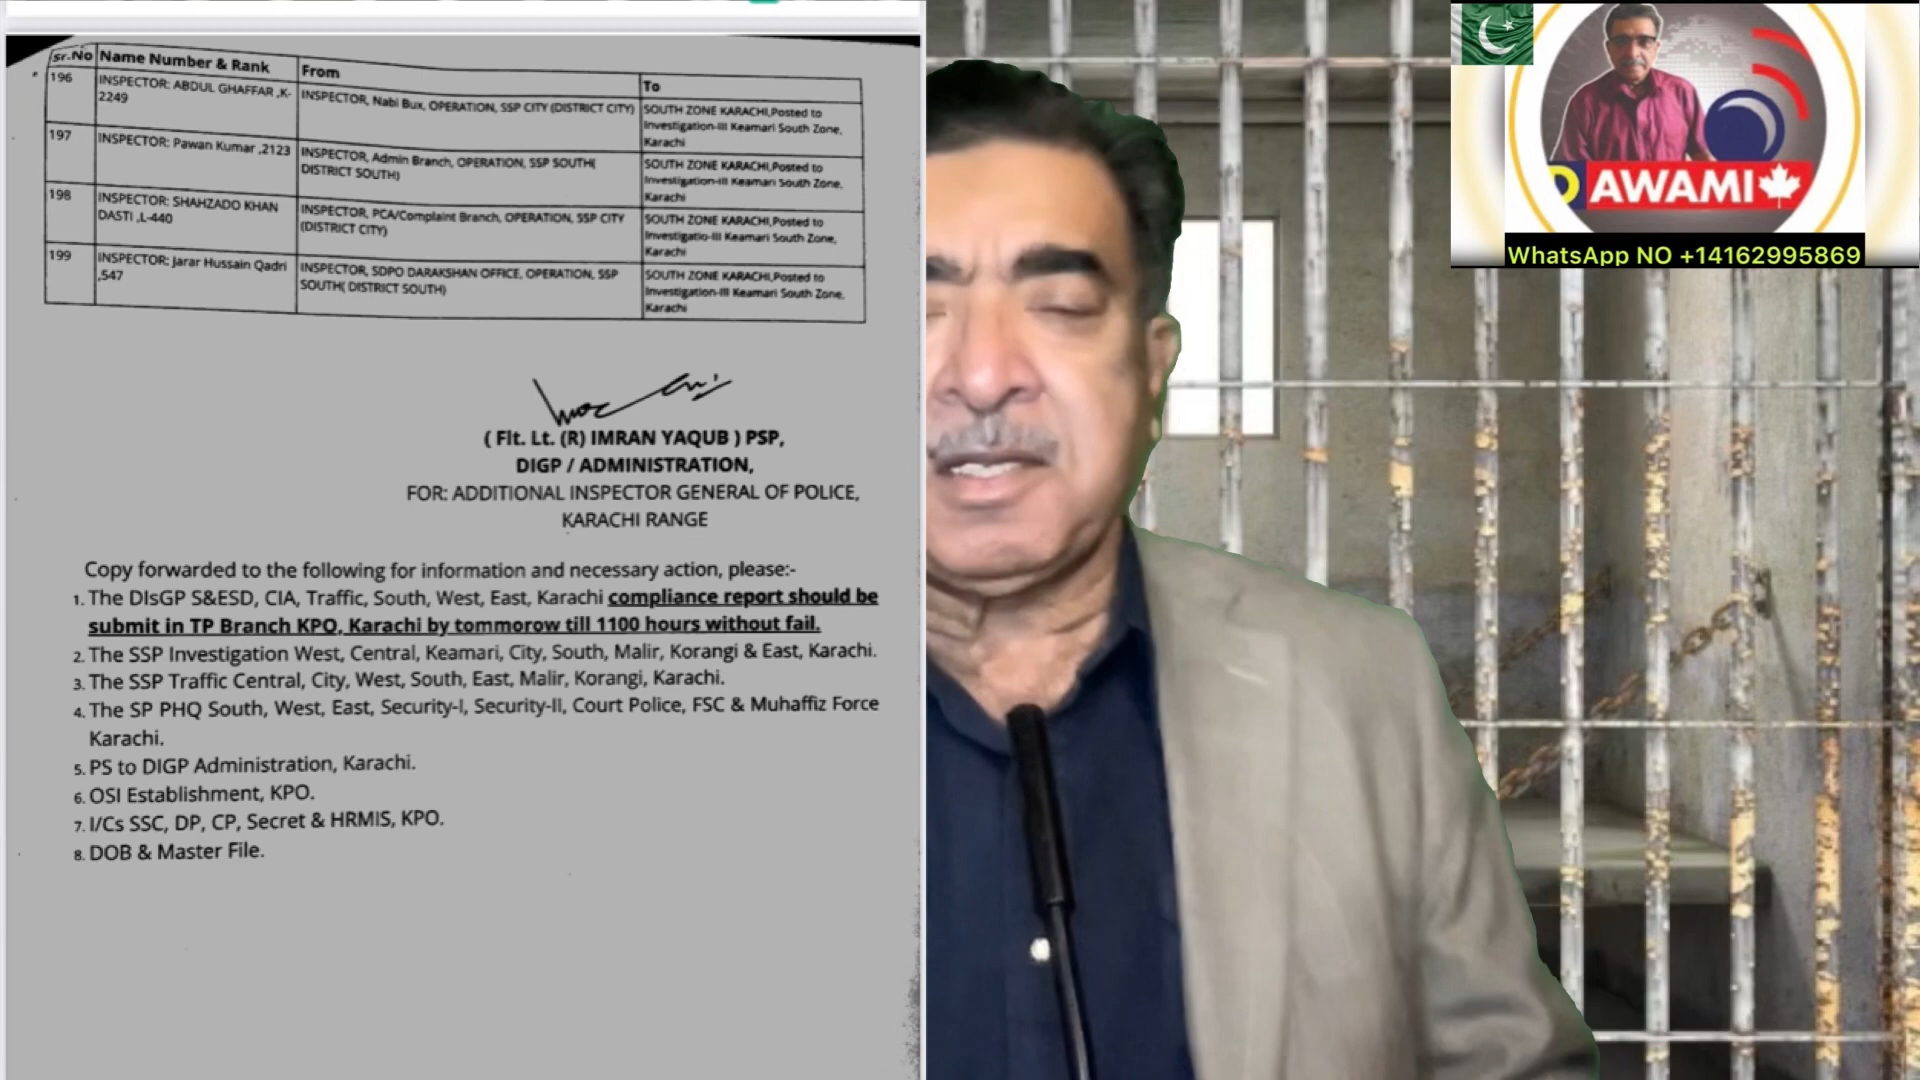 Sr.No Name Number & Rank From To
196 INSPECTOR: ABDUL GHAFFAR ,K-
2249
INSPECTOR, Nabi Bux, OPERATION, SSP CITY (DISTRICT CITY)
SOUTH ZONE KARACHI,Posted to
Investigation-III Keamari South Zone,
Karachi
197 INSPECTOR: Pawan Kumar ,2123
INSPECTOR, Admin Branch, OPERATION, SSP SOUTH(
DISTRICT SOUTH)
SOUTH ZONE KARACHI,Posted to
Investigation-III Keamari South Zone,
Karachi
198 INSPECTOR: SHAHZADO KHAN
DASTI ,L-440
INSPECTOR, PCA/Complaint Branch, OPERATION, SSP CITY
(DISTRICT CITY)
SOUTH ZONE KARACHI,Posted to
Investigatio-III Keamari South Zone,
Karachi
199 INSPECTOR: Jarar Hussain Qadri
,547
INSPECTOR, SDPO DARAKSHAN OFFICE, OPERATION, SSP
SOUTH( DISTRICT SOUTH)
SOUTH ZONE KARACHI,Posted to
Investigation-III Keamari South Zone,
Karachi
( Flt. Lt. (R) IMRAN YAQUB ) PSP,
DIGP / ADMINISTRATION,
FOR: ADDITIONAL INSPECTOR GENERAL OF POLICE,
KARACHI RANGE
Copy forwarded to the following for information and necessary action, please:-
1. The DIsGP S&ESD, CIA, Traffic, South, West, East, Karachi compliance report should be
submit in TP Branch KPO, Karachi by tommorow till 1100 hours without fail.
2. The SSP Investigation West, Central, Keamari, City, South, Malir, Korangi & East, Karachi.
3. The SSP Traffic Central, City, West, South, East, Malir, Korangi, Karachi.
4. The SP PHQ South, West, East, Security-I, Security-II, Court Police, FSC & Muhaffiz Force
Karachi.
5. PS to DIGP Administration, Karachi.
6. OSI Establishment, KPO.
7. I/Cs SSC, DP, CP, Secret & HRMIS, KPO.
8. DOB & Master File.
AWAMI
WhatsApp NO +14162995869